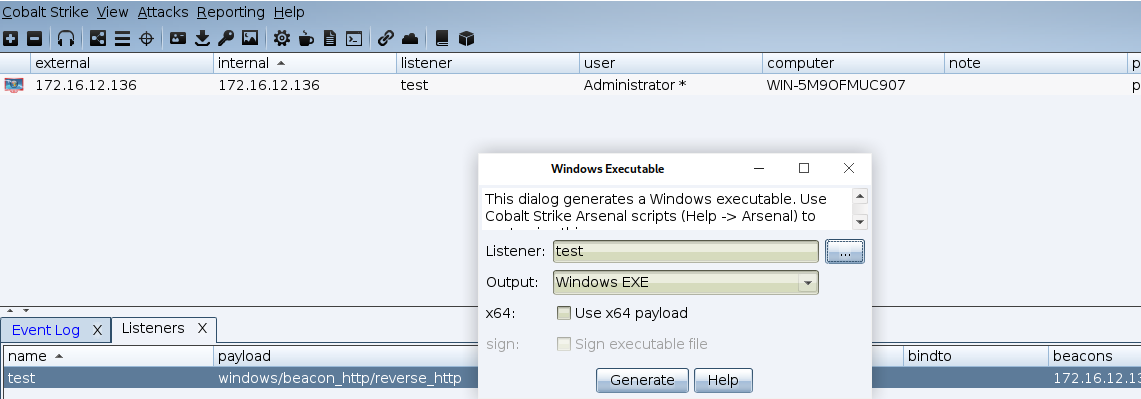 Cobalt Strike View Attacks Reporting Help
external internal listener user computer note
172.16.12.136 172.16.12.136 test Administrator * WIN-5M9OFMUC907
Windows Executable
This dialog generates a Windows executable. Use
Cobalt Strike Arsenal scripts (Help -> Arsenal) to
Listener: test ...
Output: Windows EXE
x64: Use x64 payload
sign: Sign executable file
Generate Help
Event Log X Listeners X
name payload bindto beacons
test windows/beacon_http/reverse_http 172.16.12.13